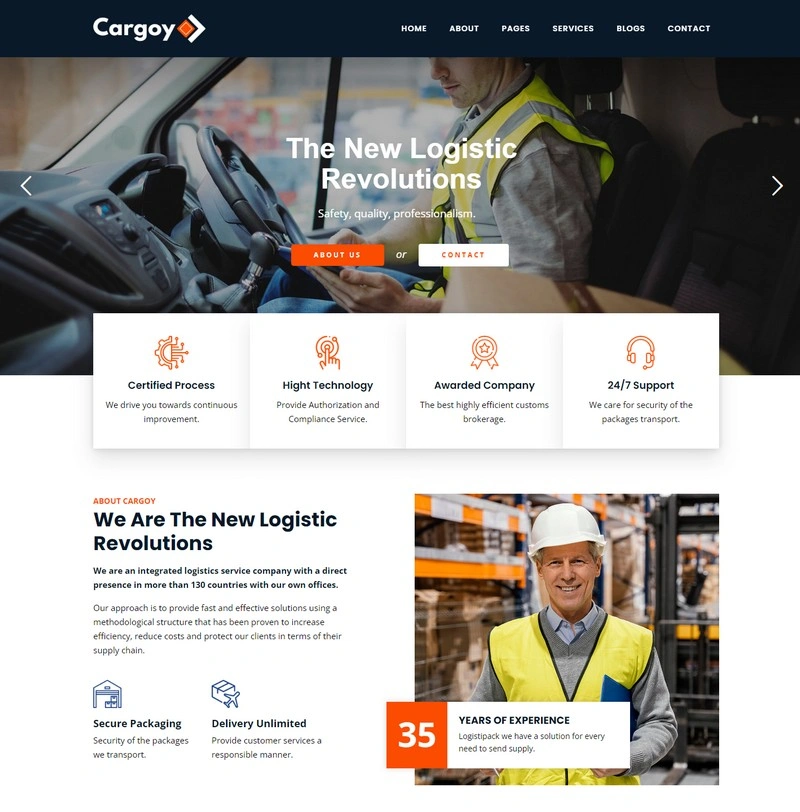 Cargoy
HOME ABOUT PAGES SERVICES BLOGS CONTACT
The New Logistic
Revolutions
Safety, quality, professionalism.
ABOUT US or CONTACT
Certified Process
We drive you towards continuous
improvement.
Hight Technology
Provide Authorization and
Compliance Service.
Awarded Company
The best highly efficient customs
brokerage.
24/7 Support
We care for security of the
packages transport.
ABOUT CARGOY
We Are The New Logistic
Revolutions
We are an integrated logistics service company with a direct
presence in more than 130 countries with our own offices.
Our approach is to provide fast and effective solutions using a
methodological structure that has been proven to increase
efficiency, reduce costs and protect our clients in terms of their
supply chain.
Secure Packaging
Security of the packages
we transport.
Delivery Unlimited
Provide customer services a
responsible manner.
35
YEARS OF EXPERIENCE
Logistipack we have a solution for every
need to send supply.